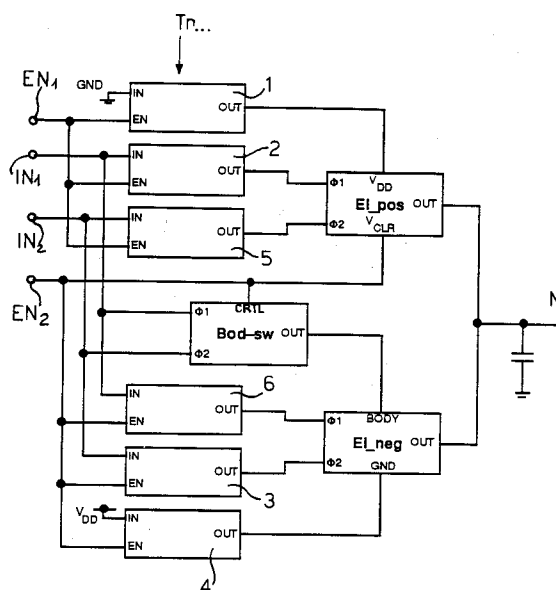 Tr...
EN1
GND
IN
OUT
EN
1
IN1
IN
OUT
EN
2
Φ1
VDD
EI_pos
OUT
Φ2
VCLR
IN2
IN
OUT
EN
5
EN2
CRTL
Φ1
Bod-sw
OUT
Φ2
N
IN
OUT
EN
6
Φ1
BODY
EI_neg
OUT
Φ2
GND
IN
OUT
EN
3
VDD
IN
OUT
EN
4